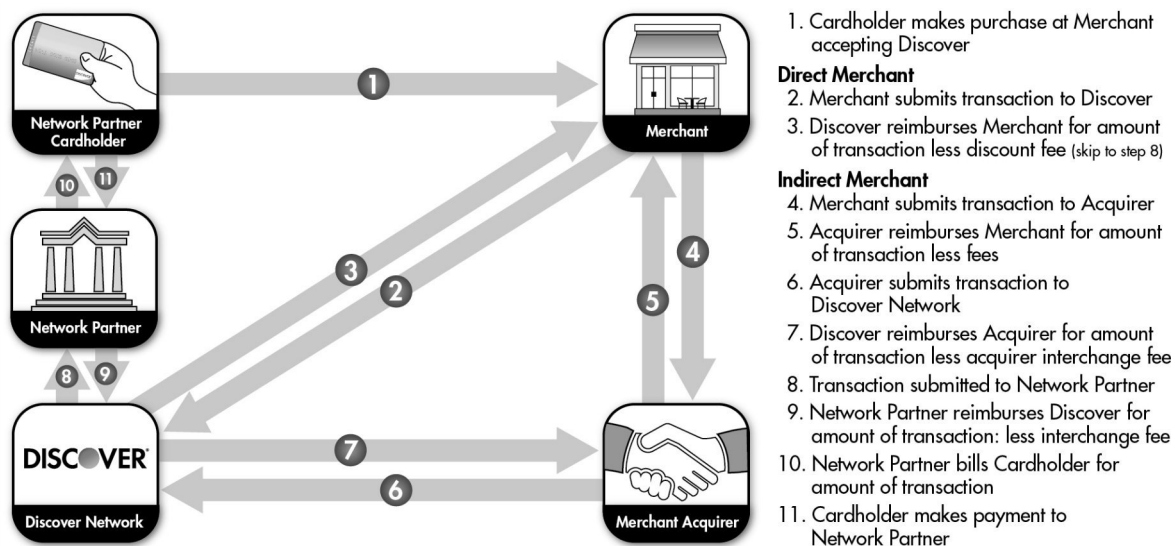 1
Network Partner
Cardholder
Merchant
10
11
Network Partner
3
2
4
5
8
9
DISCOVER®
Discover Network
7
6
Merchant Acquirer
1. Cardholder makes purchase at Merchant
accepting Discover
Direct Merchant
2. Merchant submits transaction to Discover
3. Discover reimburses Merchant for amount
of transaction less discount fee (skip to step 8)
Indirect Merchant
4. Merchant submits transaction to Acquirer
5. Acquirer reimburses Merchant for amount
of transaction less fees
6. Acquirer submits transaction to
Discover Network
7. Discover reimburses Acquirer for amount
of transaction less acquirer interchange fee
8. Transaction submitted to Network Partner
9. Network Partner reimburses Discover for
amount of transaction: less interchange fee
10. Network Partner bills Cardholder for
amount of transaction
11. Cardholder makes payment to
Network Partner